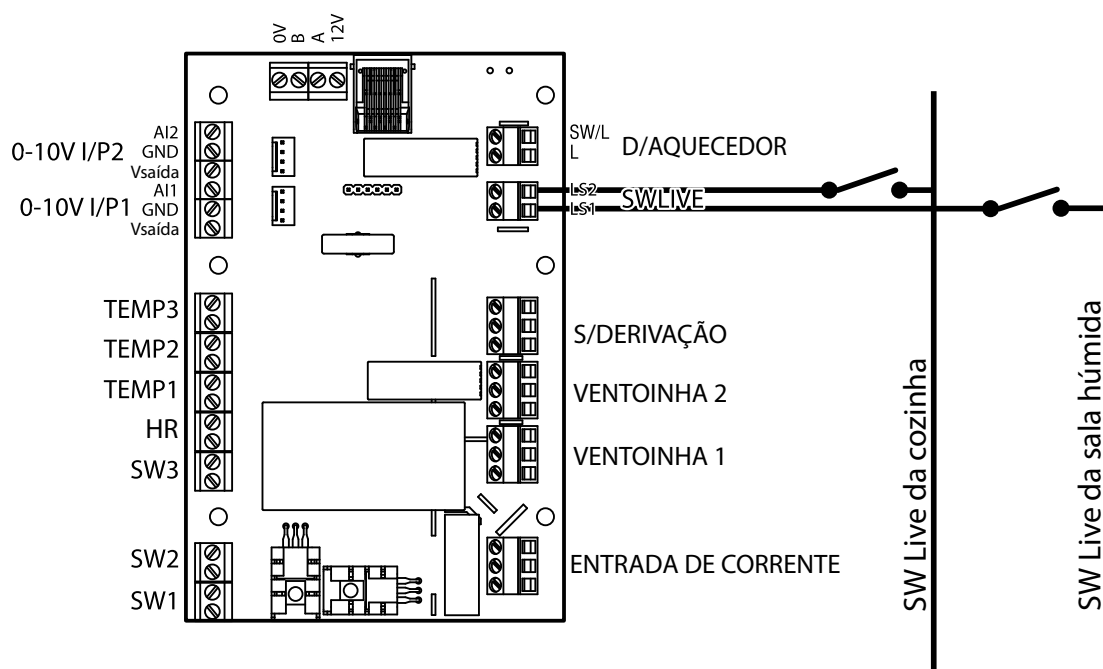 0V
B
A
12V
AI2
0-10V I/P2
GND
Vsaída
AI1
0-10V I/P1
GND
Vsaída
TEMP3
TEMP2
TEMP1
HR
SW3
SW2
SW1
SW/L
L
D/AQUECEDOR
LS2
LS1
SWLIVE
S/DERIVAÇÃO
VENTOINHA 2
VENTOINHA 1
ENTRADA DE CORRENTE
SW Live da cozinha
SW Live da sala húmida